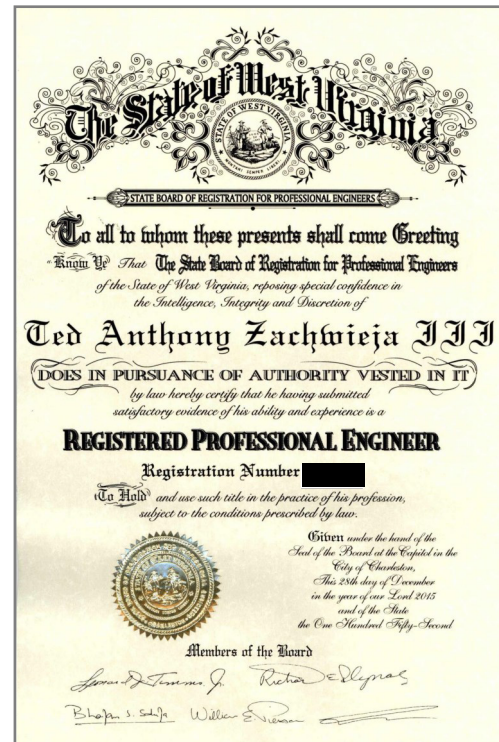 The State of West Virginia
STATE OF WEST VIRGINIA
MONTANI SEMPER LIBERI
STATE BOARD OF REGISTRATION FOR PROFESSIONAL ENGINEERS
To all to whom these presents shall come Greeting
Know Ye That The State Board of Registration for Professional Engineers
of the State of West Virginia, reposing special confidence in
the Intelligence, Integrity and Discretion of
Ted Anthony Zachwieja III
DOES IN PURSUANCE OF AUTHORITY VESTED IN IT
by law hereby certify that he having submitted
satisfactory evidence of his ability and experience is a
REGISTERED PROFESSIONAL ENGINEER
Registration Number
To Hold and use such title in the practice of his profession,
subject to the conditions prescribed by law.
Given under the hand of the
Seal of the Board at the Capitol in the
City of Charleston,
This 28th day of December
in the year of our Lord 2015
and of the State
the One Hundred Fifty-Second
Members of the Board